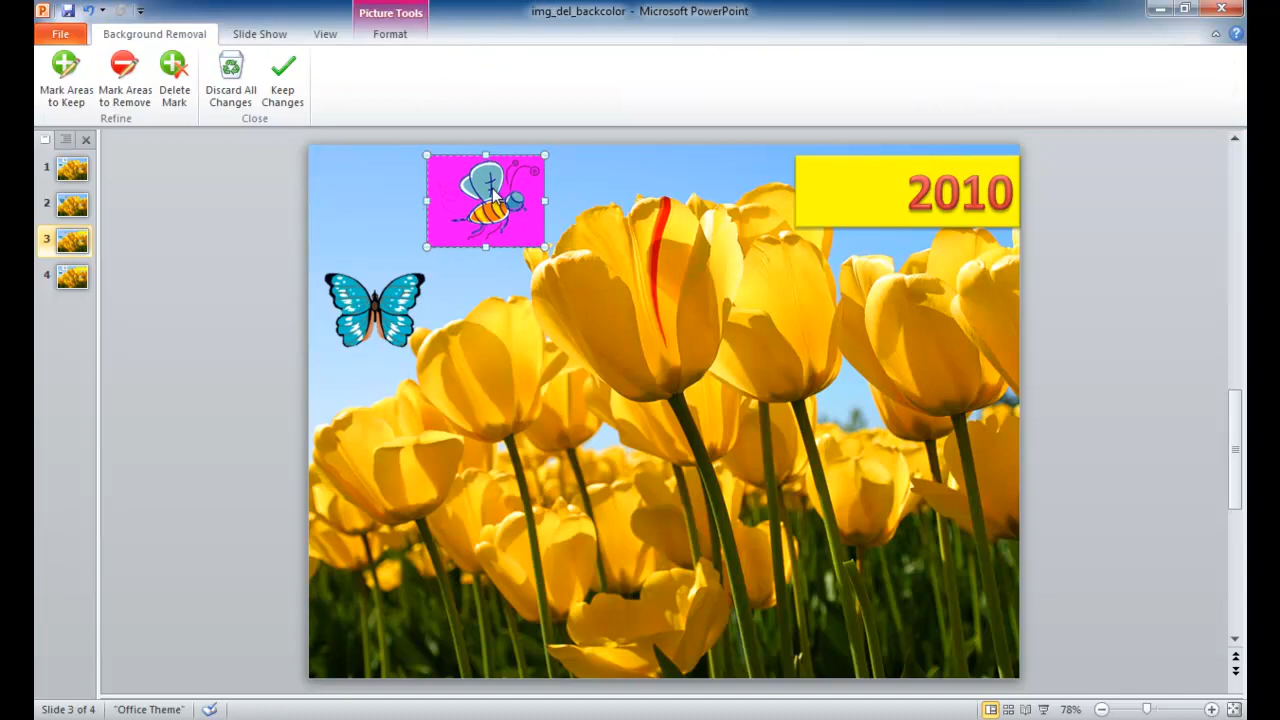 Picture Tools
img_del_backcolor - Microsoft PowerPoint
File
Background Removal
Slide Show
View
Format
Mark Areas to Keep
Mark Areas to Remove
Delete Mark
Discard All Changes
Keep Changes
Refine
Close
1
2
3
4
2010
Slide 3 of 4
"Office Theme"
78%